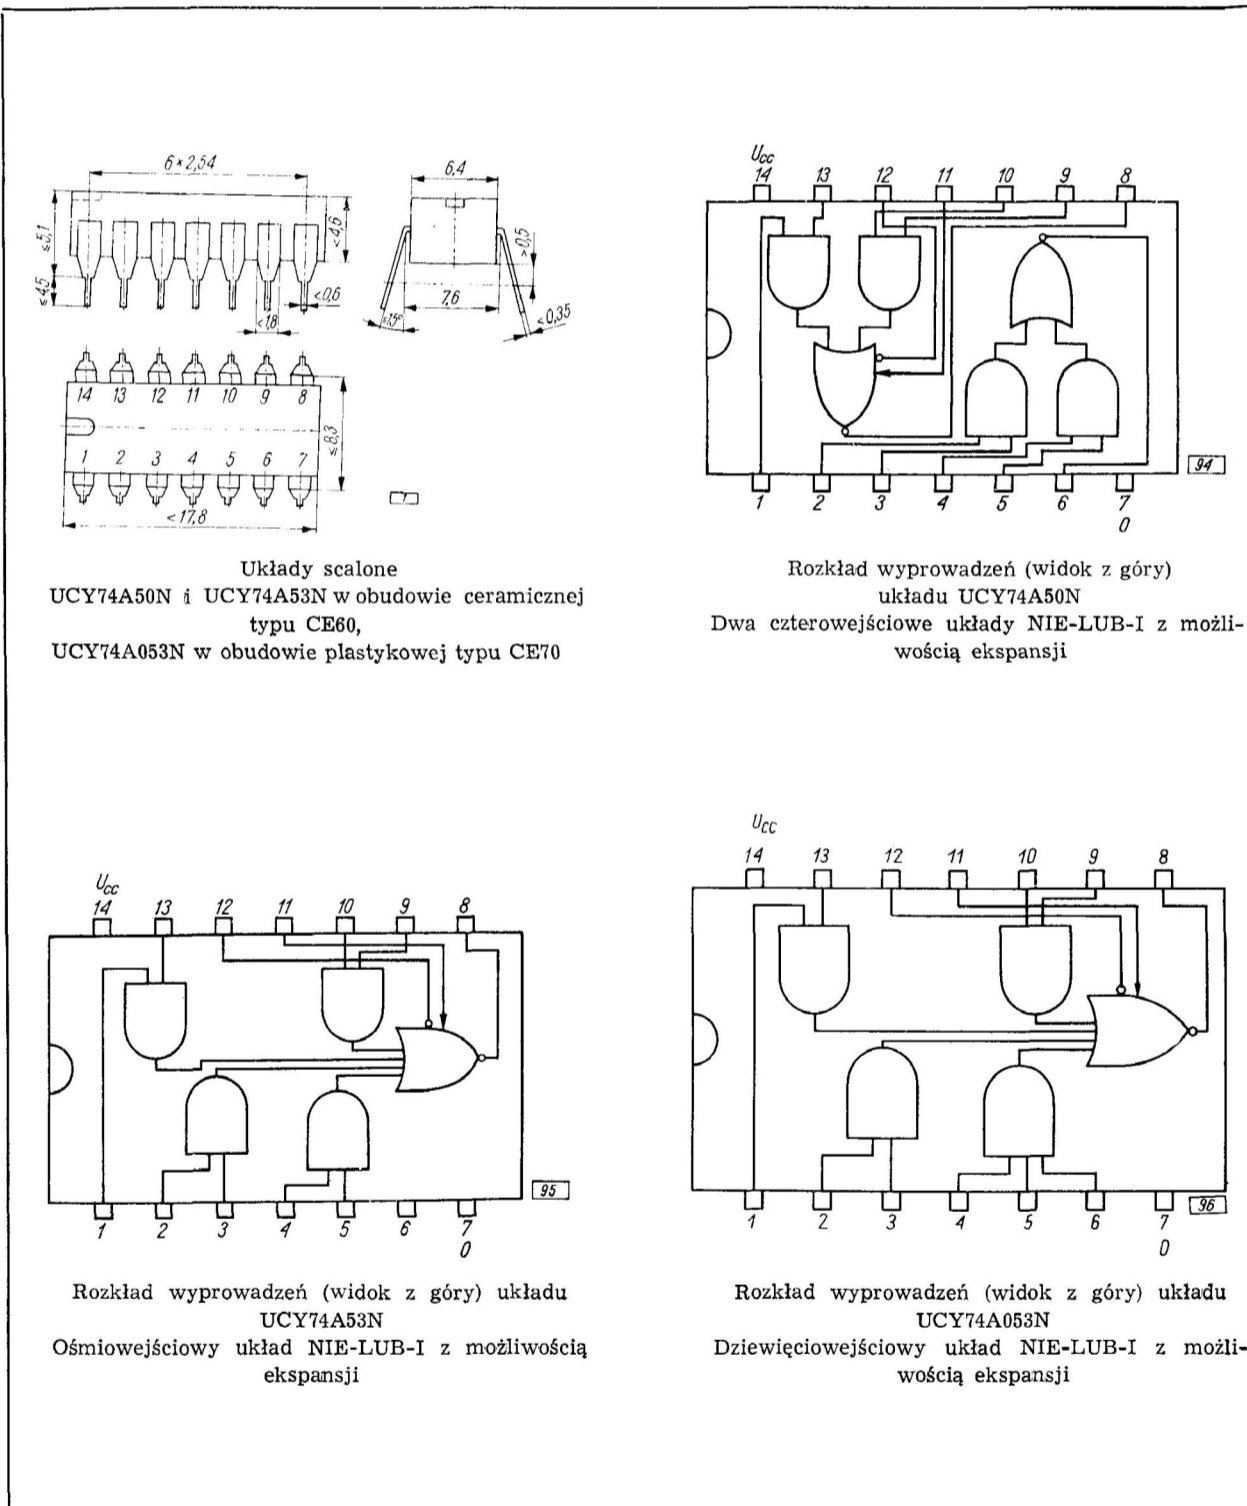 6×2,54
≤5,1
≤4,5
<4,6
<0,6
<1,8
6,4
>0,5
7,6
≤15°
<0,35
14 13 12 11 10 9 8
1 2 3 4 5 6 7
≤8,3
<17,8
Układy scalone
UCY74A50N i UCY74A53N w obudowie ceramicznej
typu CE60,
UCY74A053N w obudowie plastykowej typu CE70
UCC
14 13 12 11 10 9 8
94
1 2 3 4 5 6 7
0
Rozkład wyprowadzeń (widok z góry)
układu UCY74A50N
Dwa czterowejściowe układy NIE-LUB-I z możli-
wością ekspansji
UCC
14 13 12 11 10 9 8
95
1 2 3 4 5 6 7
0
Rozkład wyprowadzeń (widok z góry) układu
UCY74A53N
Ośmiowejściowy układ NIE-LUB-I z możliwością
ekspansji
UCC
14 13 12 11 10 9 8
96
1 2 3 4 5 6 7
0
Rozkład wyprowadzeń (widok z góry) układu
UCY74A053N
Dziewięciowejściowy układ NIE-LUB-I z możli-
wością ekspansji